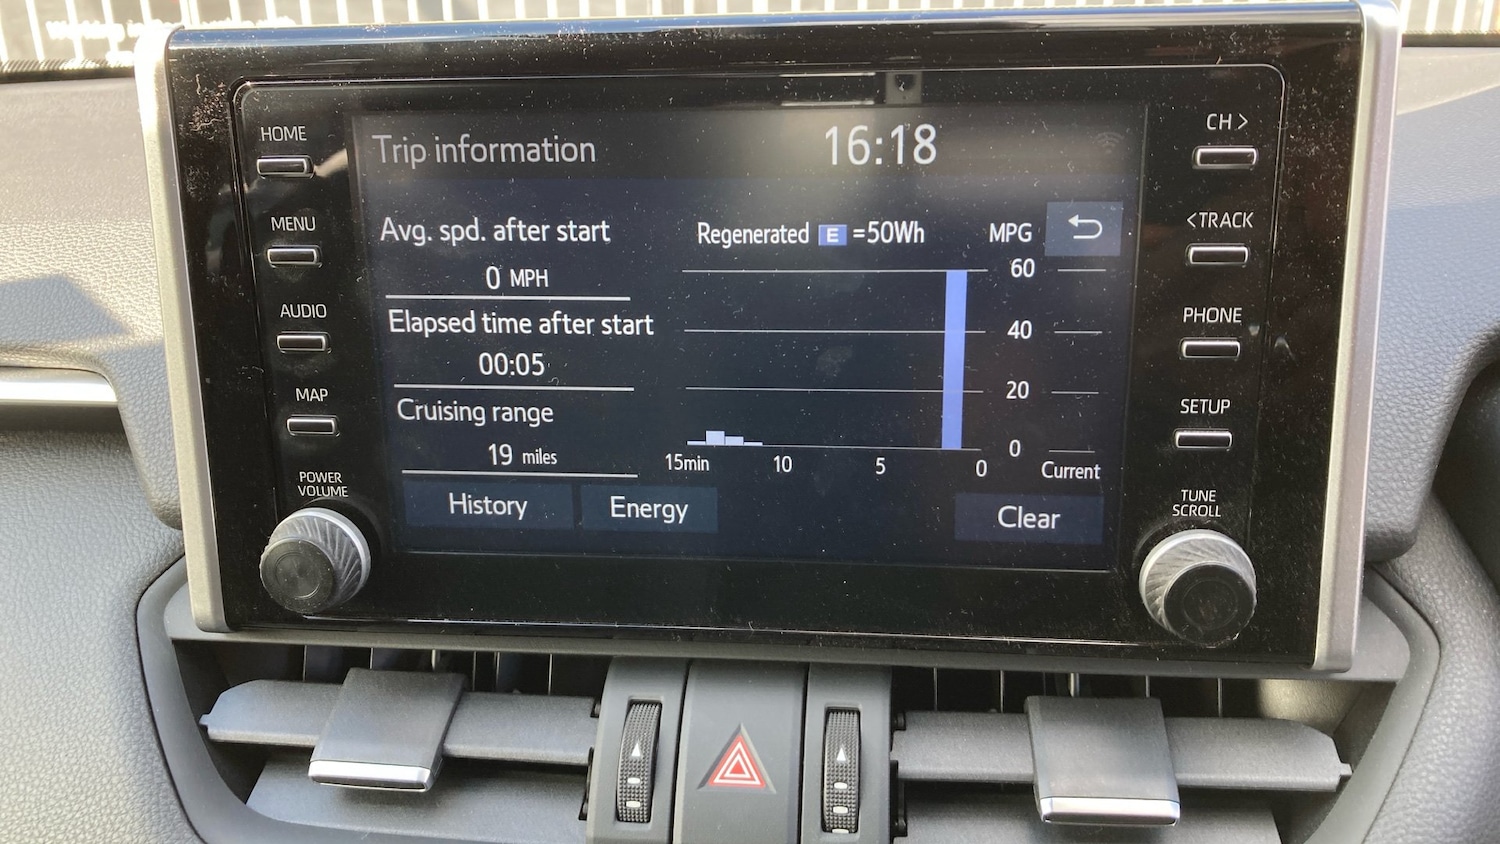 HOME
MENU
AUDIO
MAP
POWER
VOLUME
Trip information
16:18
Avg. spd. after start
0 MPH
Elapsed time after start
00:05
Cruising range
19 miles
History
Energy
Regenerated E =50Wh
MPG
60
40
20
0
15min 10 5 0 Current
Clear
CH >
< TRACK
PHONE
SETUP
TUNE
SCROLL